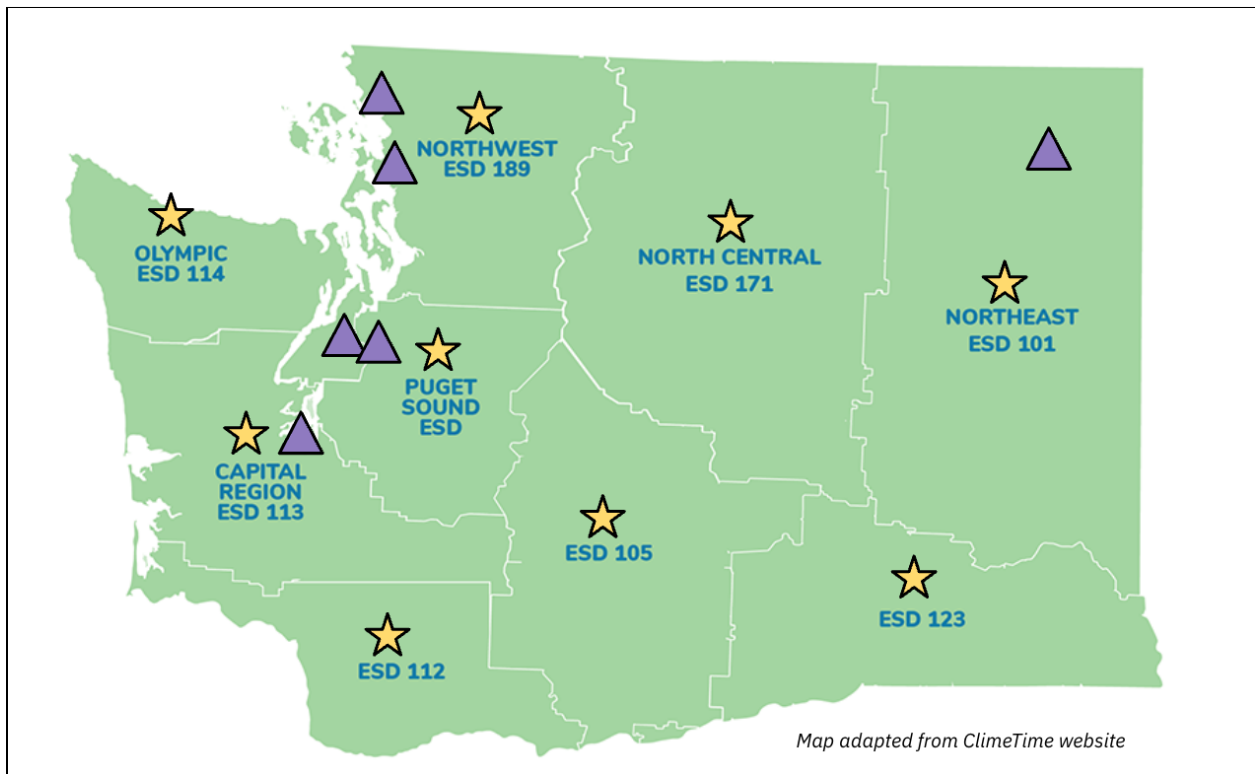 NORTHWEST
ESD 189
OLYMPIC
ESD 114
NORTH CENTRAL
ESD 171
NORTHEAST
ESD 101
PUGET
SOUND
ESD
CAPITAL
REGION
ESD 113
ESD 105
ESD 123
ESD 112
Map adapted from ClimeTime website